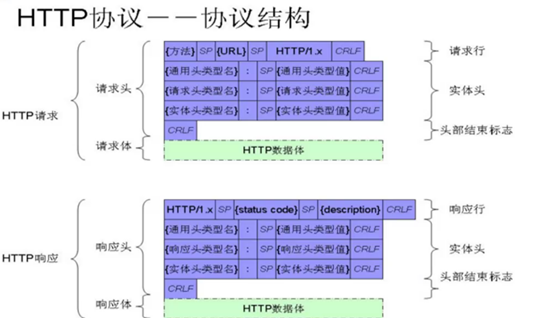 HTTP协议－－协议结构
{方法} SP {URL} SP HTTP/1.x CRLF 请求行
{通用头类型名} : SP {通用头类型值} CRLF
请求头 {请求头类型名} : SP {请求头类型值} CRLF 实体头
{实体头类型名} : SP {实体头类型值} CRLF
HTTP请求
CRLF 头部结束标志
请求体 HTTP数据体
HTTP/1.x SP {status code} SP {description} CRLF 响应行
{通用头类型名} : SP {通用头类型值} CRLF
响应头 {响应头类型名} : SP {响应头类型值} CRLF 实体头
HTTP响应 {实体头类型名} : SP {实体头类型值} CRLF
CRLF 头部结束标志
响应体 HTTP数据体